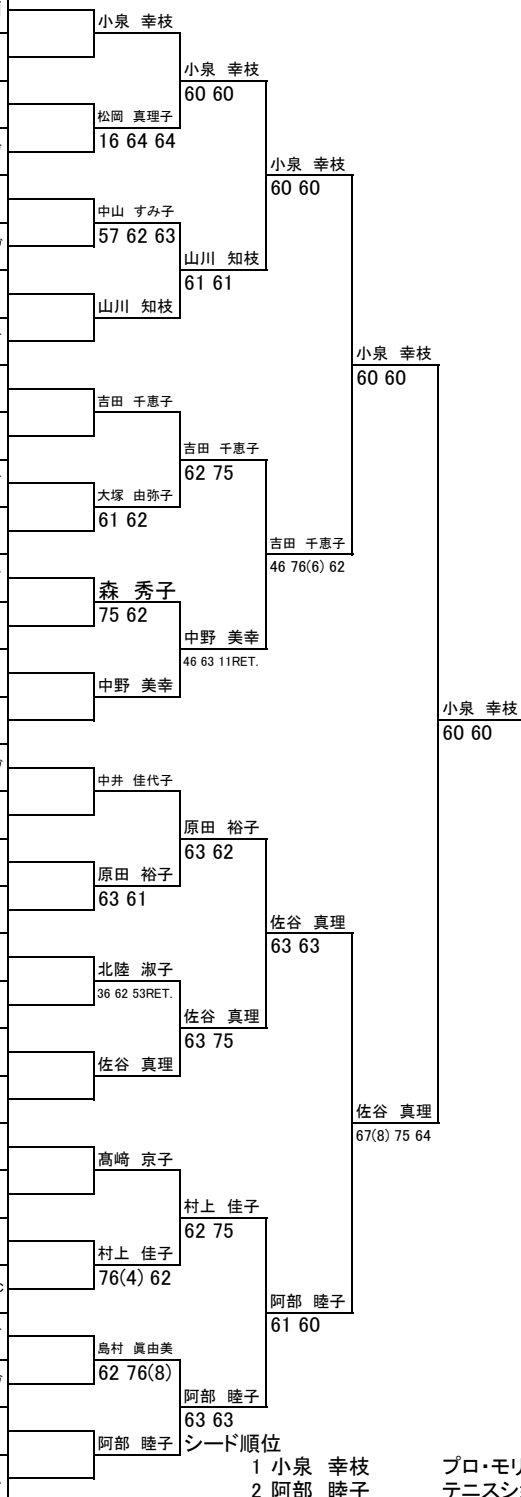 小泉 幸枝
小泉 幸枝
60 60
松岡 真理子
16 64 64
小泉 幸枝
60 60
中山 すみ子
57 62 63
山川 知枝
61 61
山川 知枝
小泉 幸枝
60 60
吉田 千恵子
吉田 千恵子
62 75
大塚 由弥子
61 62
吉田 千恵子
46 76(6) 62
森 秀子
75 62
中野 美幸
46 63 11RET.
中野 美幸
小泉 幸枝
60 60
中井 佳代子
原田 裕子
63 62
原田 裕子
63 61
佐谷 真理
63 63
北陸 淑子
36 62 53RET.
佐谷 真理
63 75
佐谷 真理
佐谷 真理
67(8) 75 64
髙﨑 京子
村上 佳子
62 75
村上 佳子
76(4) 62
阿部 睦子
61 60
島村 眞由美
62 76(8)
阿部 睦子
63 63
阿部 睦子
シード順位
1 小泉 幸枝 プロ・モリ
2 阿部 睦子 テニスシ